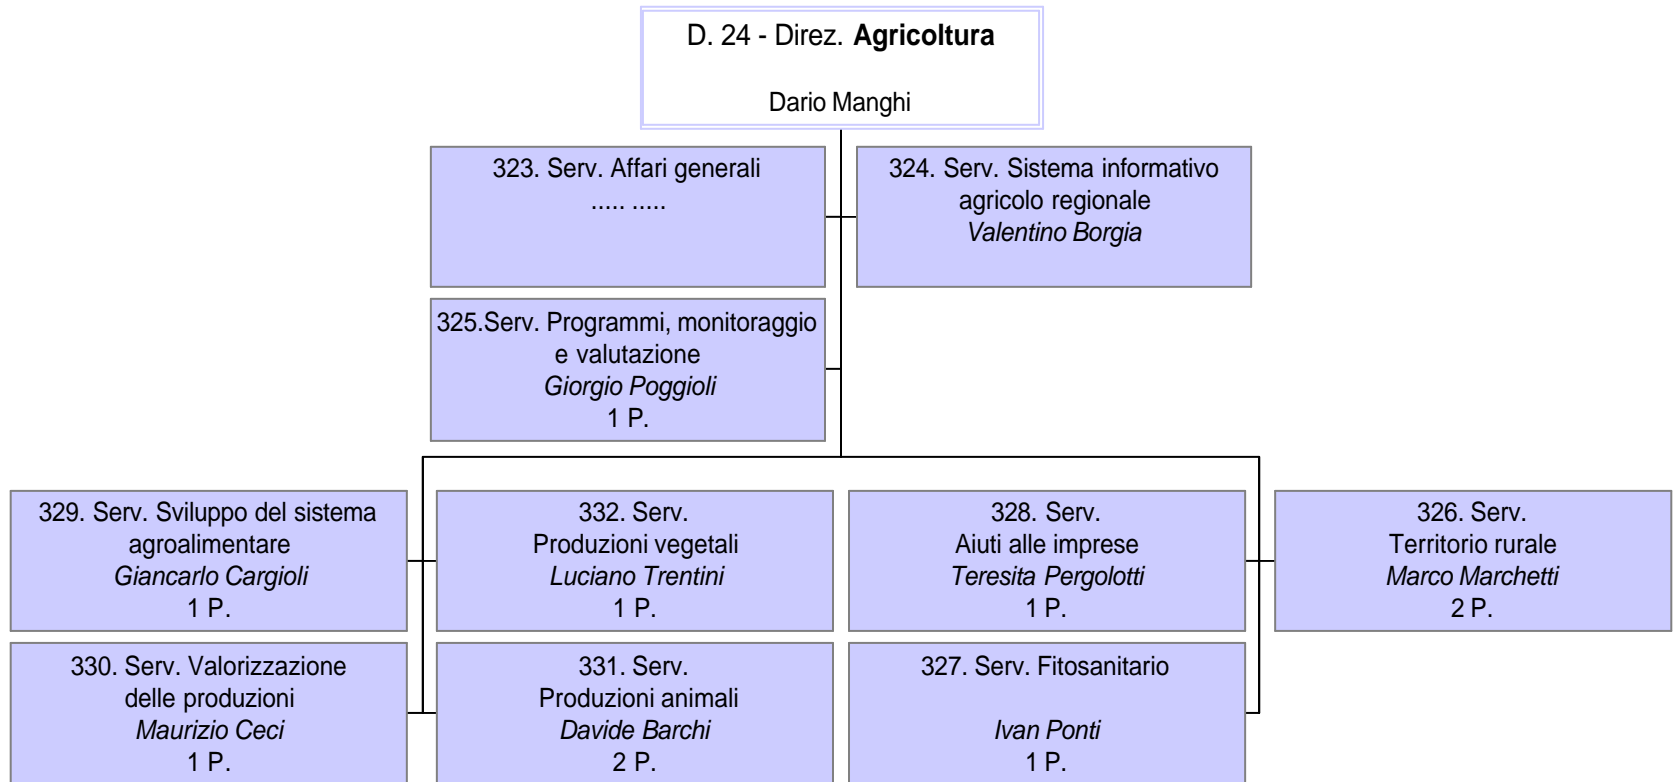 D. 24 - Direz. Agricoltura
Dario Manghi
323. Serv. Affari generali
..... .....
324. Serv. Sistema informativo
agricolo regionale
Valentino Borgia
325.Serv. Programmi, monitoraggio
e valutazione
Giorgio Poggioli
1 P.
329. Serv. Sviluppo del sistema
agroalimentare
Giancarlo Cargioli
1 P.
332. Serv.
Produzioni vegetali
Luciano Trentini
1 P.
328. Serv.
Aiuti alle imprese
Teresita Pergolotti
1 P.
326. Serv.
Territorio rurale
Marco Marchetti
2 P.
330. Serv. Valorizzazione
delle produzioni
Maurizio Ceci
1 P.
331. Serv.
Produzioni animali
Davide Barchi
2 P.
327. Serv. Fitosanitario
Ivan Ponti
1 P.